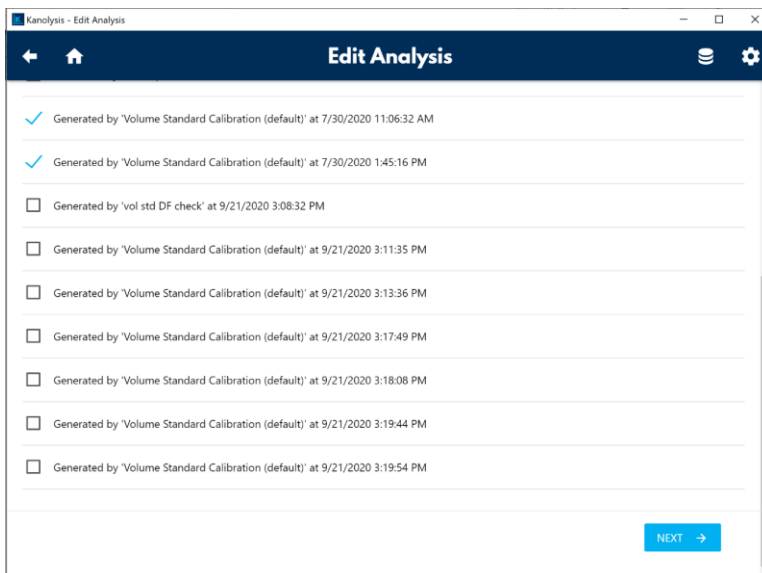 Kanolysis - Edit Analysis
Edit Analysis
Generated by 'Volume Standard Calibration (default)' at 7/30/2020 11:06:32 AM
Generated by 'Volume Standard Calibration (default)' at 7/30/2020 1:45:16 PM
Generated by 'vol std DF check' at 9/21/2020 3:08:32 PM
Generated by 'Volume Standard Calibration (default)' at 9/21/2020 3:11:35 PM
Generated by 'Volume Standard Calibration (default)' at 9/21/2020 3:13:36 PM
Generated by 'Volume Standard Calibration (default)' at 9/21/2020 3:17:49 PM
Generated by 'Volume Standard Calibration (default)' at 9/21/2020 3:18:08 PM
Generated by 'Volume Standard Calibration (default)' at 9/21/2020 3:19:44 PM
Generated by 'Volume Standard Calibration (default)' at 9/21/2020 3:19:54 PM
NEXT